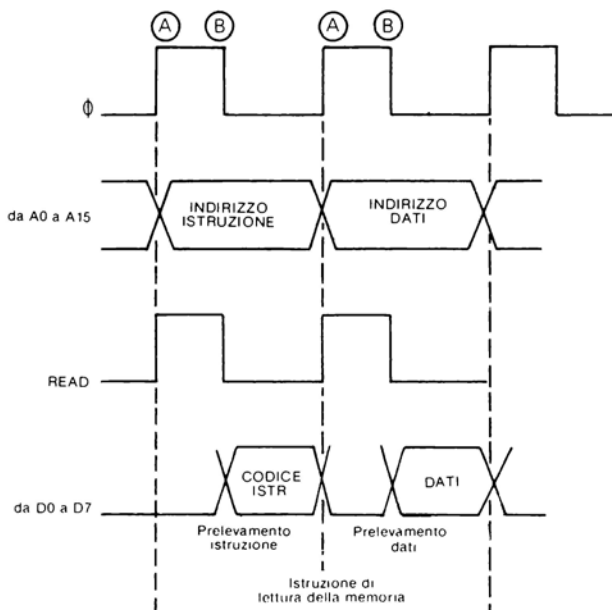 A B A B
ϕ
da A0 a A15
INDIRIZZO
ISTRUZIONE
INDIRIZZO
DATI
READ
da D0 a D7
CODICE
ISTR
DATI
Prelevamento
istruzione
Prelevamento
dati
Istruzione di
lettura della memoria